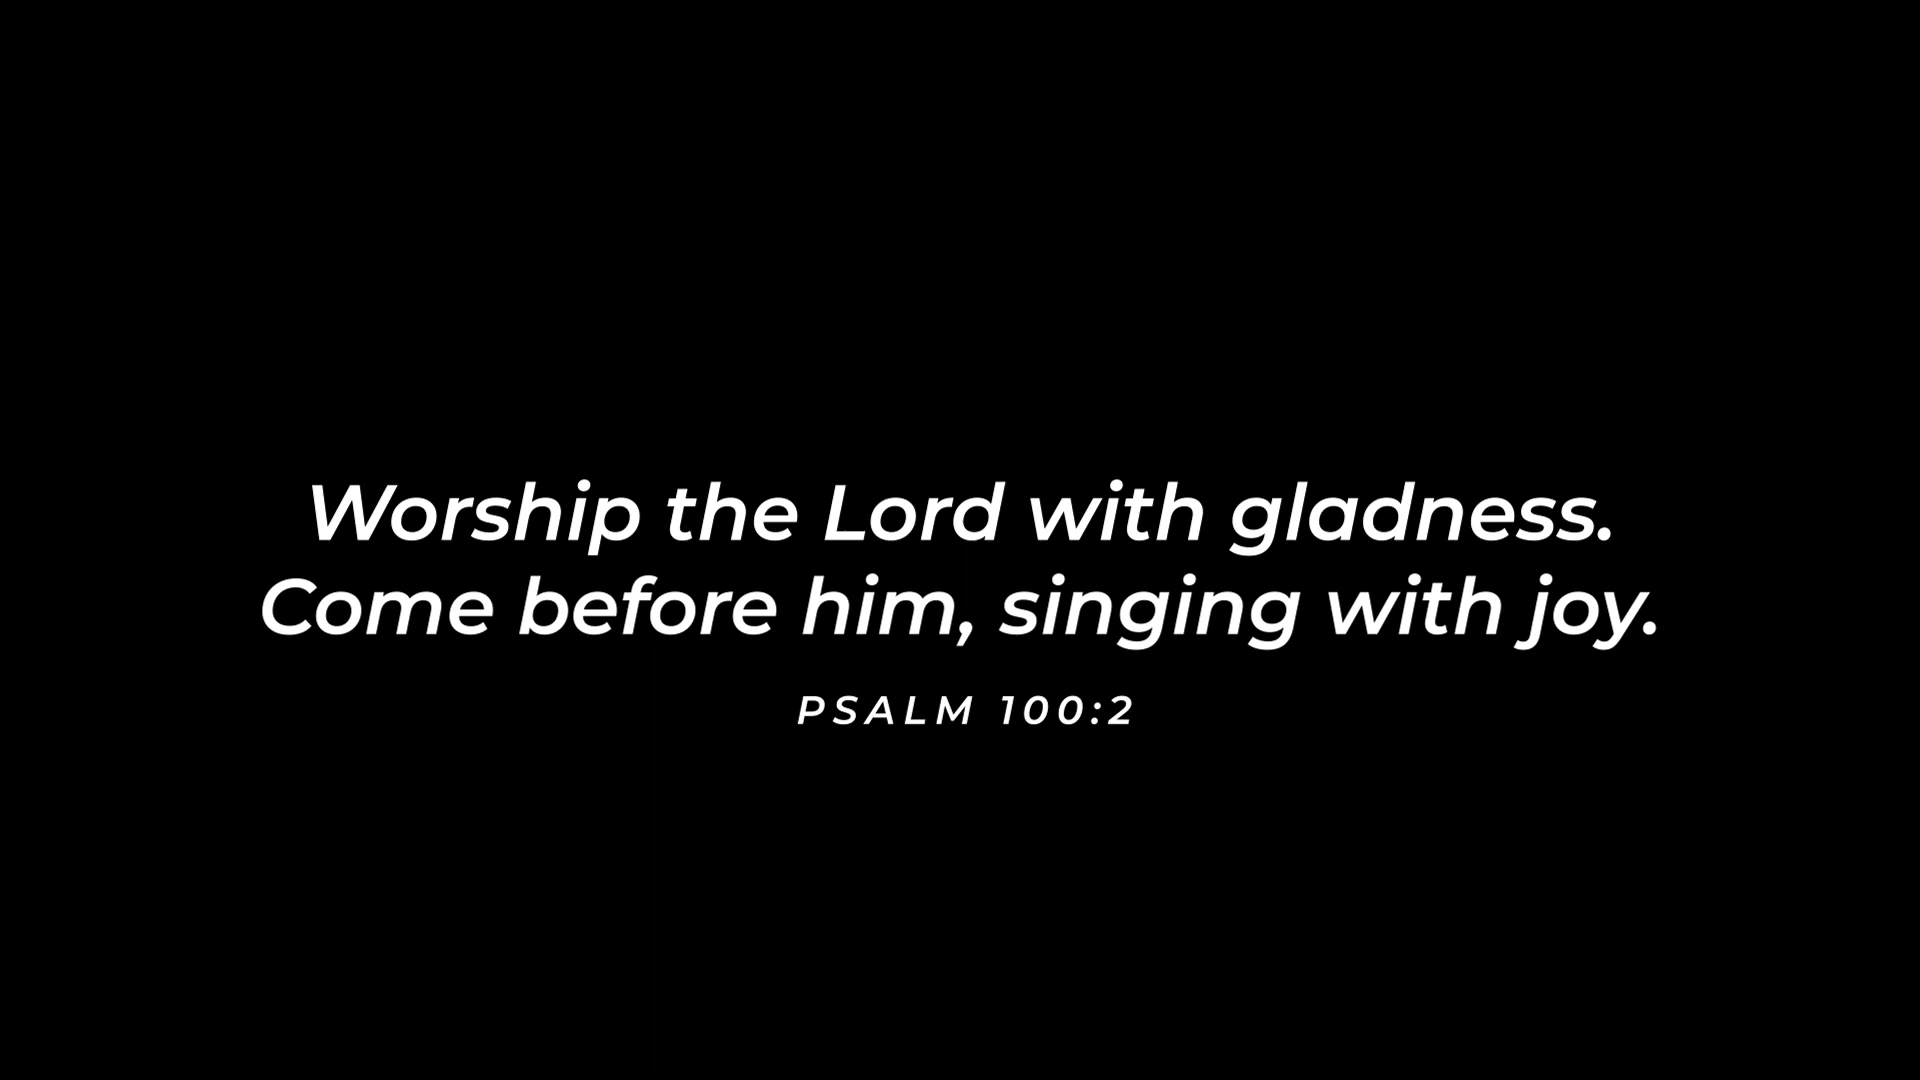 Worship the Lord with gladness.
Come before him, singing with joy.
PSALM 100:2